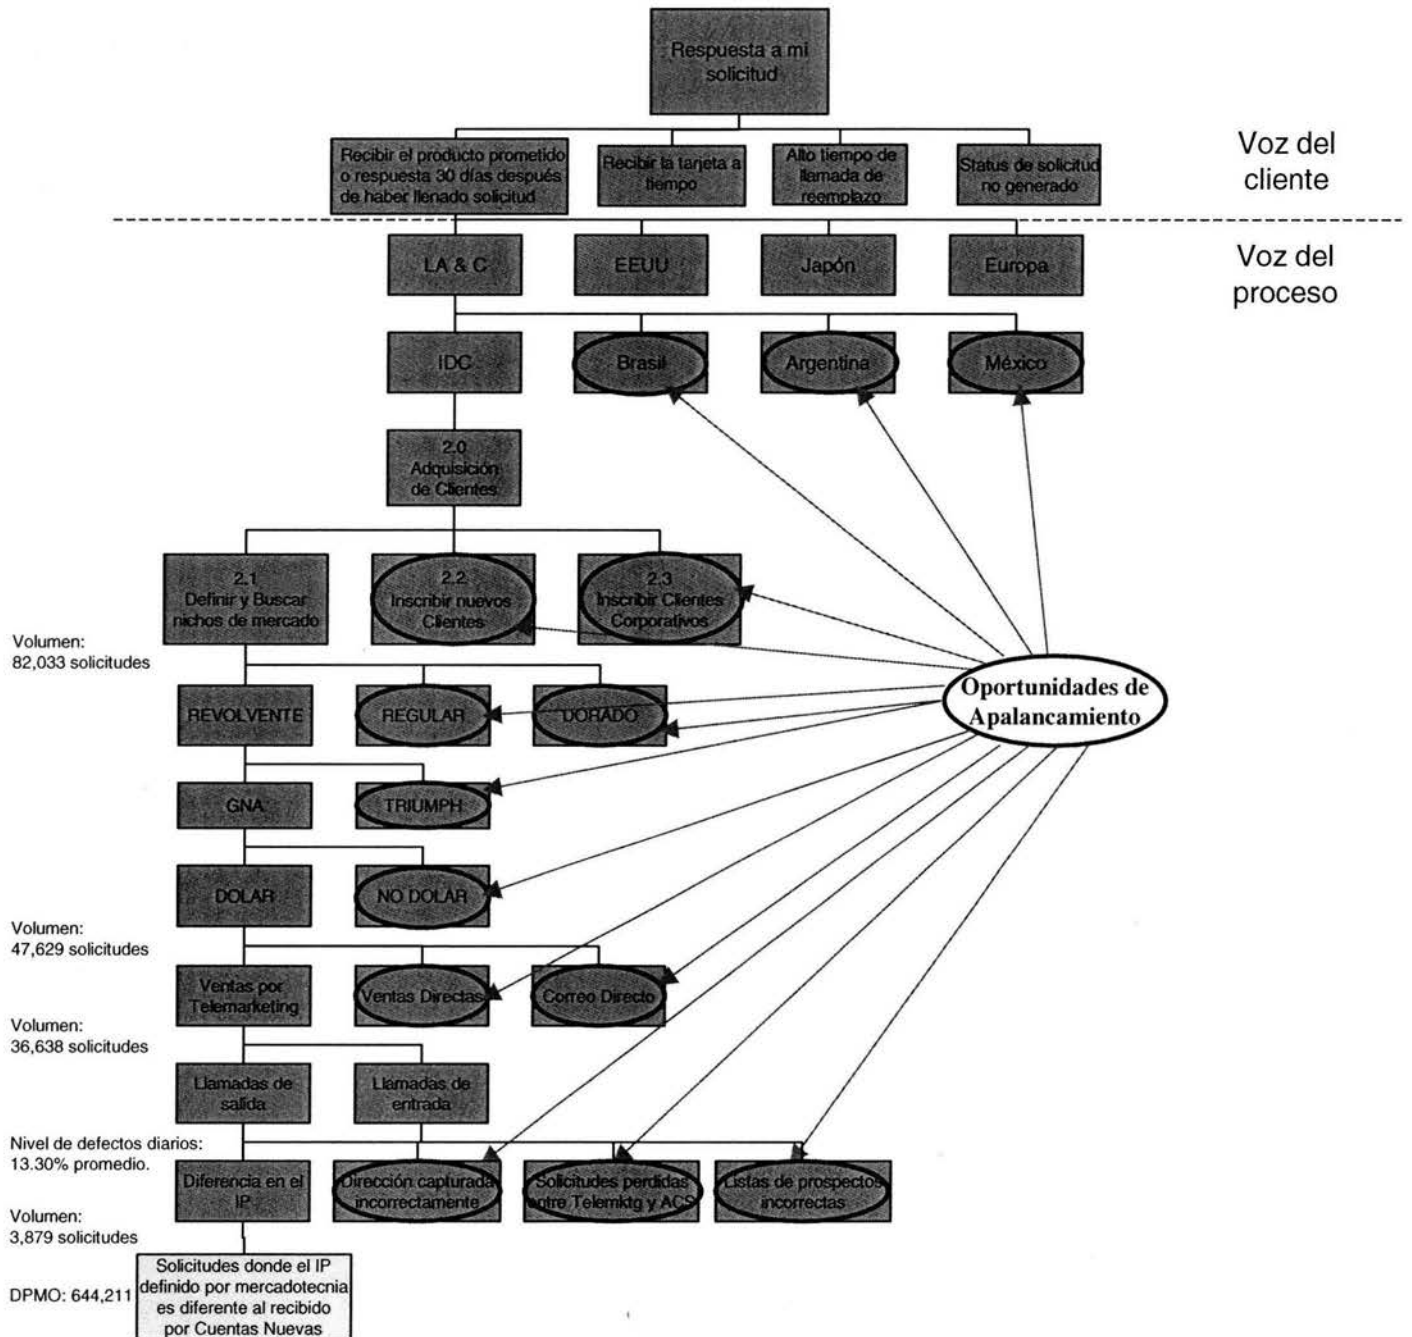 Respuesta a mi
solicitud
Recibir el producto prometido
o respuesta 30 días después
de haber llenado solicitud
Recibir la tarjeta a
tiempo
Alto tiempo de
llamada de
reemplazo
Status de solicitud
no generado
Voz del
cliente
LA & C
EEUU
Japón
Europa
Voz del
proceso
IDC
Brasil
Argentina
México
2.0
Adquisición
de Clientes
2.1
Definir y Buscar
nichos de mercado
2.2
Inscribir nuevos
Clientes
2.3
Inscribir Clientes
Corporativos
Volumen:
82,033 solicitudes
Oportunidades de
Apalancamiento
REVOLVENTE
REGULAR
DORADO
GNA
TRIUMPH
DOLAR
NO DOLAR
Volumen:
47,629 solicitudes
Ventas por
Telemarketing
Ventas Directas
Correo Directo
Volumen:
36,638 solicitudes
Llamadas de
salida
Llamadas de
entrada
Nivel de defectos diarios:
13.30% promedio.
Diferencia en el
IP
Dirección capturada
incorrectamente
Solicitudes perdidas
entre Telemktg y ACS
Listas de prospectos
incorrectas
Volumen:
3,879 solicitudes
DPMO: 644,211
Solicitudes donde el IP
definido por mercadotecnia
es diferente al recibido
por Cuentas Nuevas